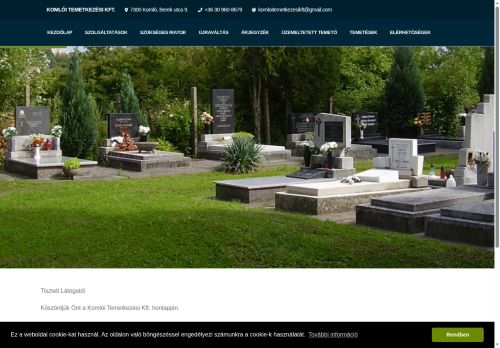 KOMLÓI TEMETKEZÉSI KFT. 7300 Komló, Berek utca 9. +36 30 960-8679 komloitemetkezesikft@gmail.com
KEZDŐLAP SZOLGÁLTATÁSOK SZÜKSÉGES IRATOK ÚJRAVÁLTÁS ÁRJEGYZÉK ÜZEMELTETETT TEMETŐ TEMETÉSEK ELÉRHETŐSÉGEK
Tisztelt Látogató!
Köszöntjük Önt a Komlói Temetkezési Kft. honlapján.
Ez a weboldal cookie-kat használ. Az oldalon való böngészéssel engedélyezi számunkra a cookie-k használatát. További információ
Rendben